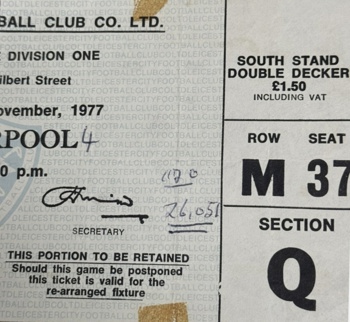 BALL CLUB CO. LTD.
DIVISION ONE
ilbert Street
ovember, 1977
RPOOL 4
0 p.m.
26,051
SECRETARY
THIS PORTION TO BE RETAINED
Should this game be postponed
this ticket is valid for the
re-arranged fixture
SOUTH STAND
DOUBLE DECKER
£1.50
INCLUDING VAT
ROW SEAT
M 37
SECTION
Q